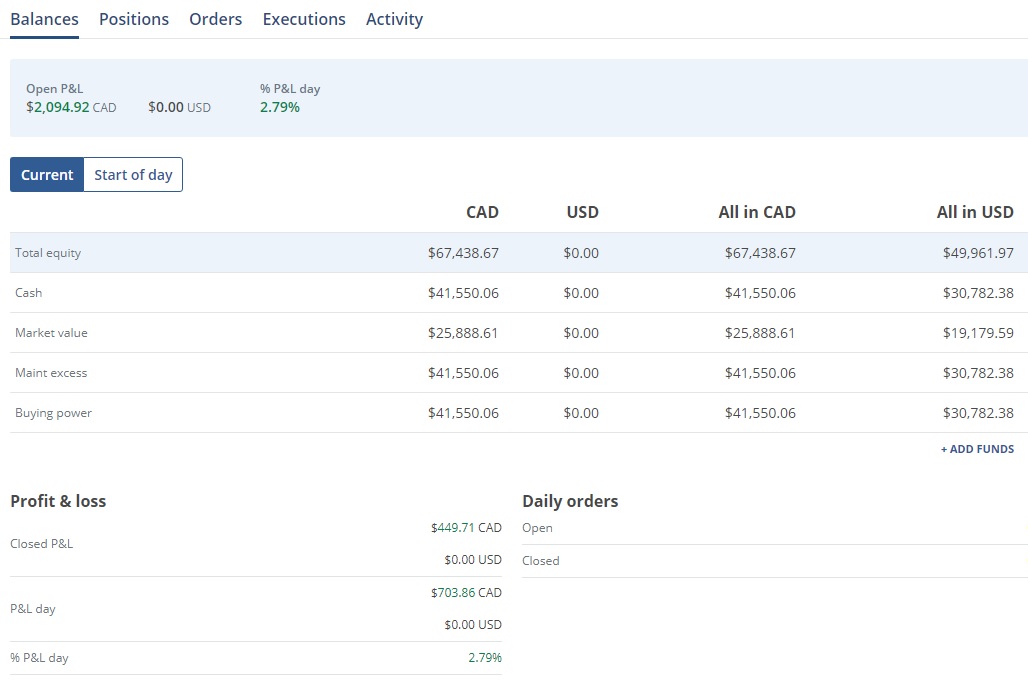 Balances Positions Orders Executions Activity
Open P&L % P&L day
$2,094.92 CAD $0.00 USD 2.79%
Current Start of day
CAD USD All in CAD All in USD
Total equity $67,438.67 $0.00 $67,438.67 $49,961.97
Cash $41,550.06 $0.00 $41,550.06 $30,782.38
Market value $25,888.61 $0.00 $25,888.61 $19,179.59
Maint excess $41,550.06 $0.00 $41,550.06 $30,782.38
Buying power $41,550.06 $0.00 $41,550.06 $30,782.38
+ ADD FUNDS
Profit & loss
Closed P&L
$449.71 CAD
$0.00 USD
P&L day
$703.86 CAD
$0.00 USD
% P&L day 2.79%
Daily orders
Open
Closed